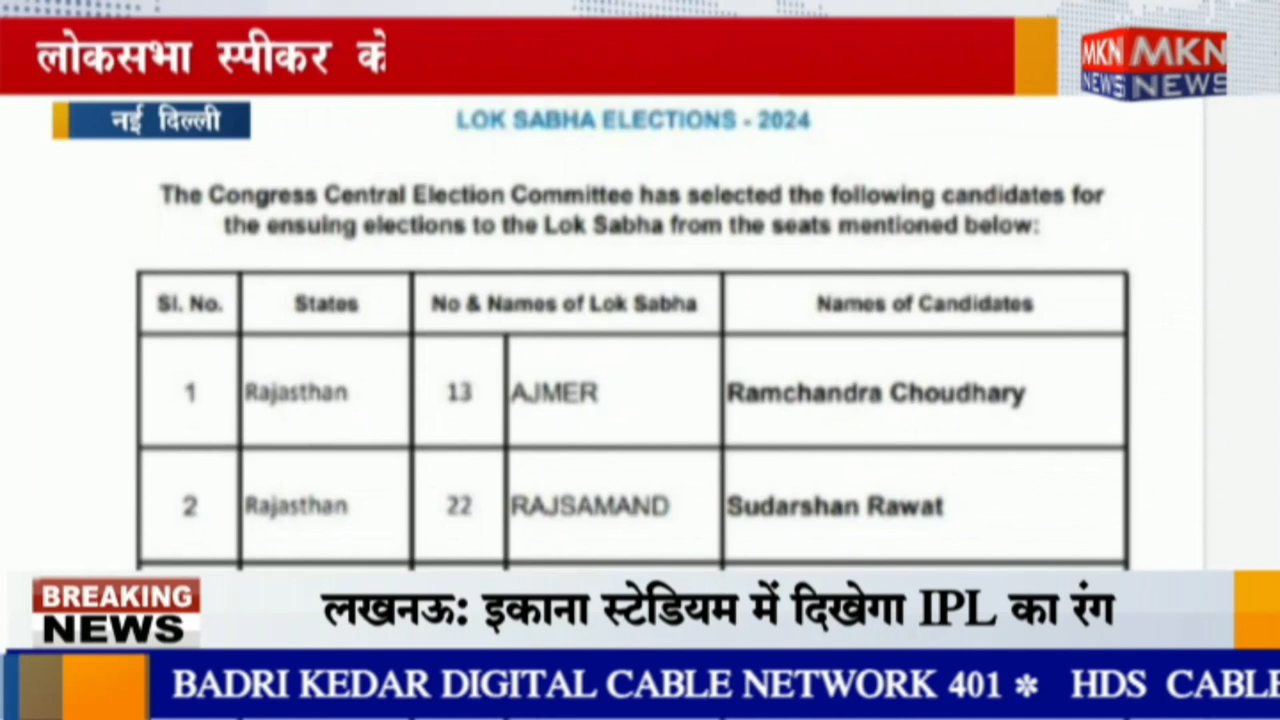 लोकसभा स्पीकर के
MKN MKN
NEWS NEWS
नई दिल्ली
LOK SABHA ELECTIONS - 2024
The Congress Central Election Committee has selected the following candidates for
the ensuing elections to the Lok Sabha from the seats mentioned below:
Sl. No. States No & Names of Lok Sabha Names of Candidates
1 Rajasthan 13 AJMER Ramchandra Choudhary
2 Rajasthan 22 RAJSAMAND Sudarshan Rawat
BREAKING
NEWS
लखनऊ: इकाना स्टेडियम में दिखेगा IPL का रंग
BADRI KEDAR DIGITAL CABLE NETWORK 401 * HDS CABLE